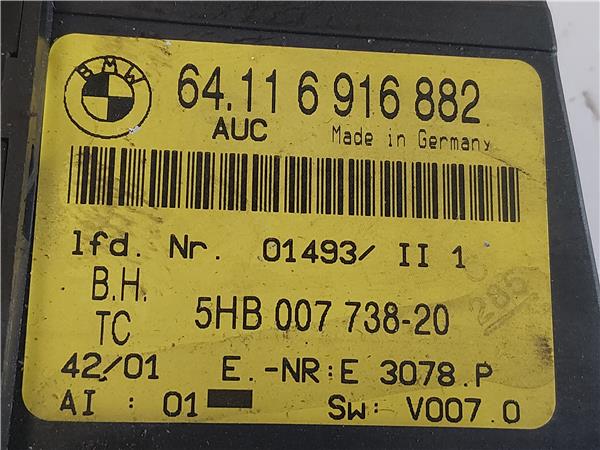 BMW
64.11 6 916 882
AUC Made in Germany
lfd. Nr. 01493/ II 1
B.H.
TC 5HB 007 738-20
285
42/01 E.-NR:E 3078.P
AI : 01 Sw: V007.0